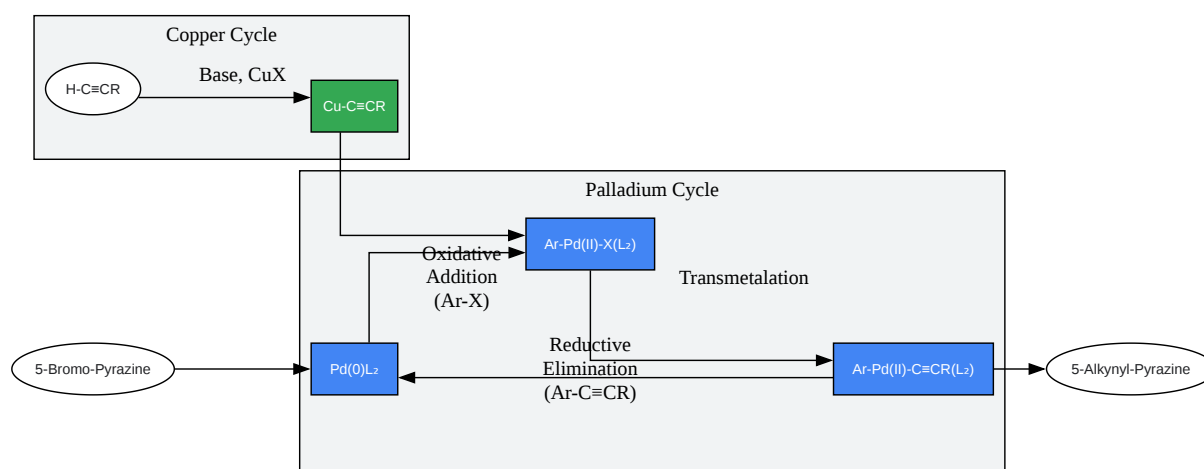 Copper Cycle
H-C≡CR
Base, CuX
Cu-C≡CR
Palladium Cycle
Ar-Pd(II)-X(L₂)
Oxidative
Addition
(Ar-X)
Transmetalation
5-Bromo-Pyrazine
Pd(0)L₂
Reductive
Elimination
(Ar-C≡CR)
Ar-Pd(II)-C≡CR(L₂)
5-Alkynyl-Pyrazine